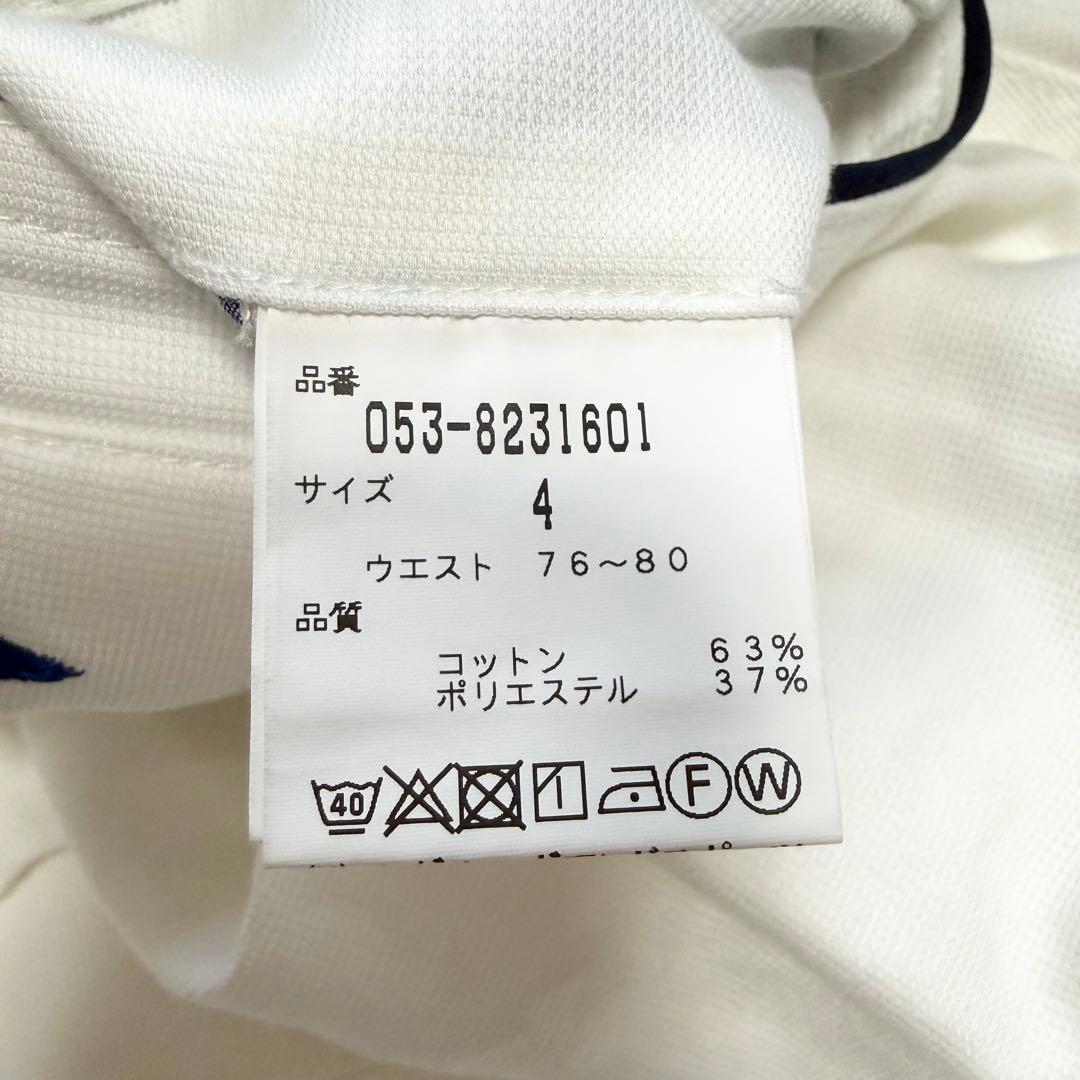 品番
053-8231601
サイズ 4
ウエスト 76〜80
品質
コットン 63%
ポリエステル 37%
40 F W